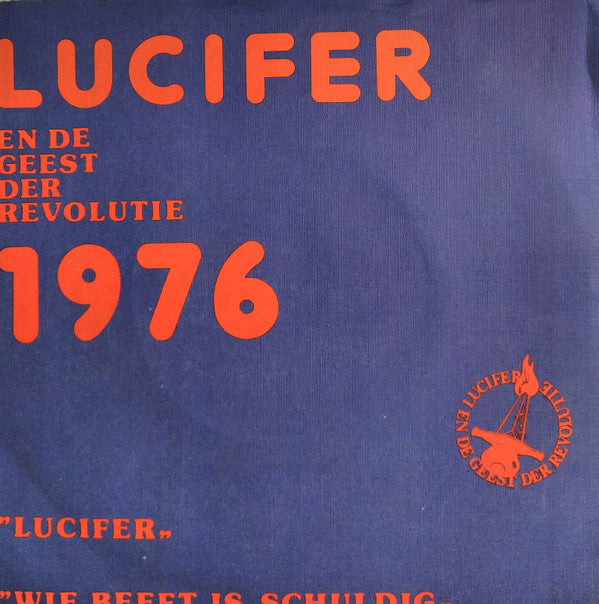 LUCIFER
EN DE
GEEST
DER
REVOLUTIE
1976
LUCIFER EN DE GEEST DER REVOLUTIE
”LUCIFER„
”WIE BEEFT IS SCHULDIG„